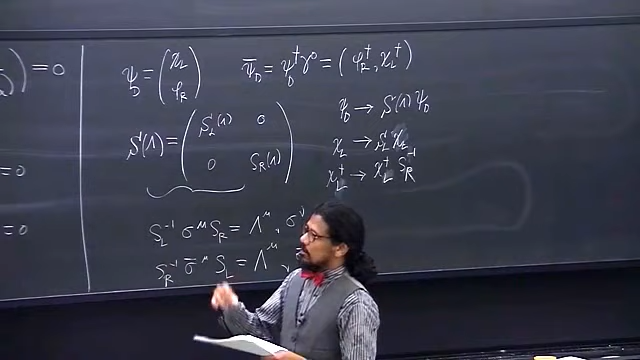 ) = 0
= 0
= 0
ψ_D = (χ_L φ_R)
ψ̄_D = ψ_D^† γ^0 = (φ_R^†, χ_L^†)
S(Λ) = (S_L(Λ) 0
0 S_R(Λ))
ψ_D → S(Λ) ψ_D
χ_L → S_L χ_L
χ_L^† → χ_L^† S_R^{-1}
S_L^{-1} σ^μ S_R = Λ^μ_ν σ^ν
S_R^{-1} σ̄^μ S_L = Λ^μ_ν